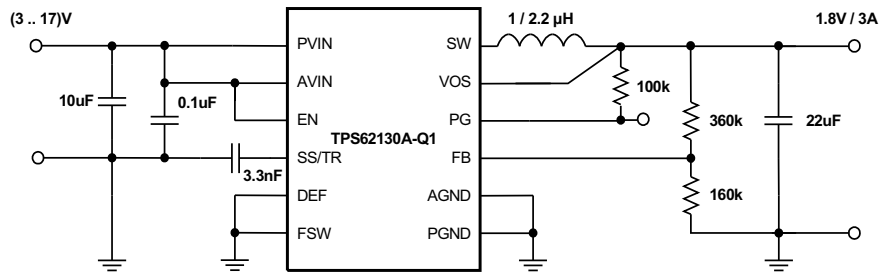 (3 .. 17)V
1 / 2.2 µH
1.8V / 3A
PVIN
SW
AVIN
VOS
100k
10uF
0.1uF
360k
22uF
EN
PG
TPS62130A-Q1
SS/TR
FB
3.3nF
160k
DEF
AGND
FSW
PGND